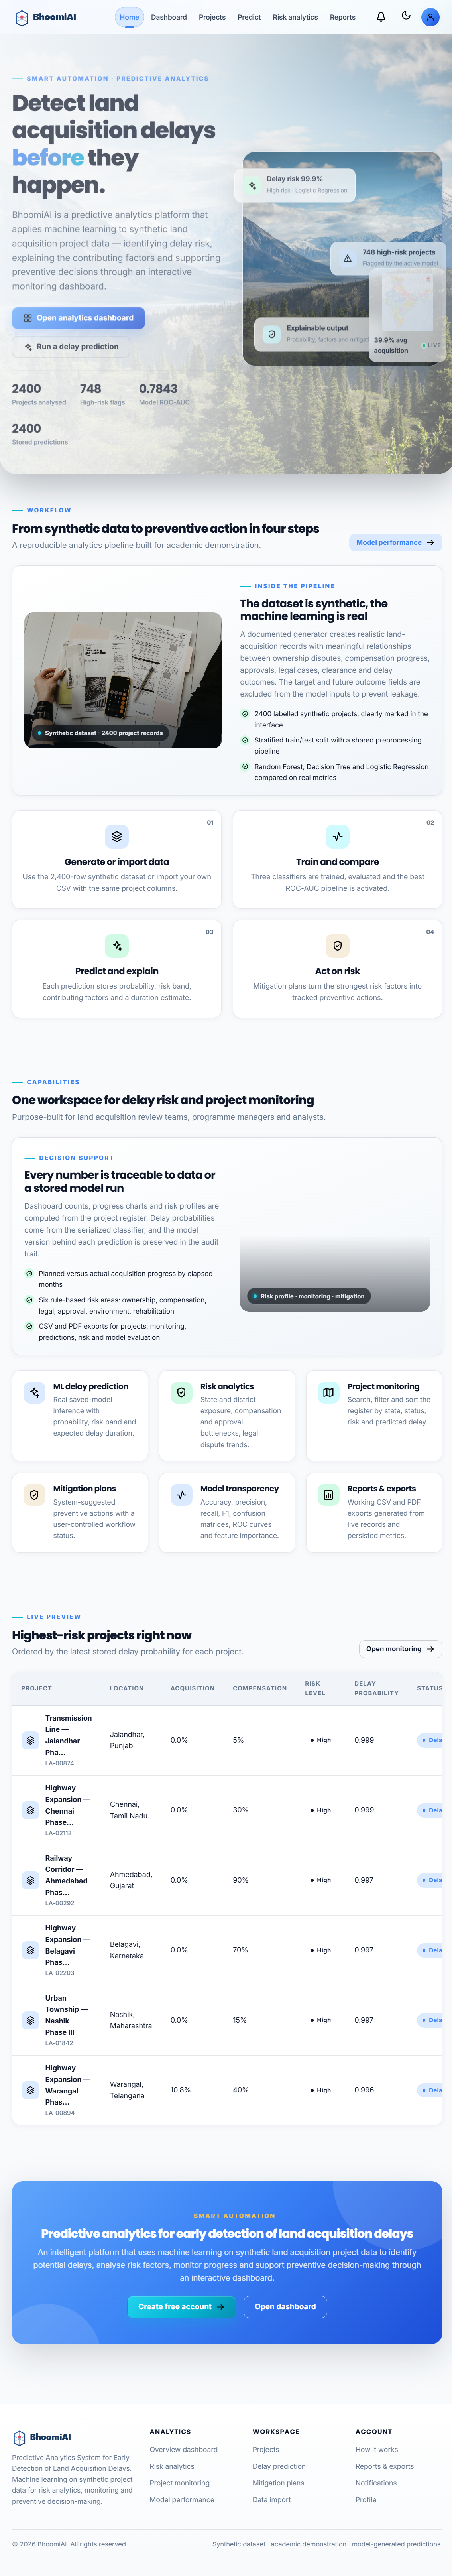 BhoomiAI
Home
Dashboard
Projects
Predict
Risk analytics
Reports
SMART AUTOMATION · PREDICTIVE ANALYTICS
Detect land
acquisition delays
before they
happen.
BhoomiAI is a predictive analytics platform that
applies machine learning to synthetic land
acquisition project data — identifying delay risk,
explaining the contributing factors and supporting
preventive decisions through an interactive
monitoring dashboard.
Open analytics dashboard
Run a delay prediction
2400
Projects analysed
748
High-risk flags
0.7843
Model ROC-AUC
2400
Stored predictions
Delay risk 99.9%
High risk · Logistic Regression
748 high-risk projects
Flagged by the active model
Explainable output
Probability, factors and mitigat
39.9% avg
acquisition
LIVE
WORKFLOW
From synthetic data to preventive action in four steps
A reproducible analytics pipeline built for academic demonstration.
Model performance
Synthetic dataset · 2400 project records
INSIDE THE PIPELINE
The dataset is synthetic, the
machine learning is real
A documented generator creates realistic land-
acquisition records with meaningful relationships
between ownership disputes, compensation progress,
approvals, legal cases, clearance and delay
outcomes. The target and future outcome fields are
excluded from the model inputs to prevent leakage.
2400 labelled synthetic projects, clearly marked in the
interface
Stratified train/test split with a shared preprocessing
pipeline
Random Forest, Decision Tree and Logistic Regression
compared on real metrics
01
Generate or import data
Use the 2,400-row synthetic dataset or import your own
CSV with the same project columns.
02
Train and compare
Three classifiers are trained, evaluated and the best
ROC-AUC pipeline is activated.
03
Predict and explain
Each prediction stores probability, risk band,
contributing factors and a duration estimate.
04
Act on risk
Mitigation plans turn the strongest risk factors into
tracked preventive actions.
CAPABILITIES
One workspace for delay risk and project monitoring
Purpose-built for land acquisition review teams, programme managers and analysts.
DECISION SUPPORT
Every number is traceable to data or
a stored model run
Dashboard counts, progress charts and risk profiles are
computed from the project register. Delay probabilities
come from the serialized classifier, and the model
version behind each prediction is preserved in the audit
trail.
Planned versus actual acquisition progress by elapsed
months
Six rule-based risk areas: ownership, compensation,
legal, approval, environment, rehabilitation
CSV and PDF exports for projects, monitoring,
predictions, risk and model evaluation
Risk profile · monitoring · mitigation
ML delay prediction
Real saved-model
inference with
probability, risk band and
expected delay duration.
Risk analytics
State and district
exposure, compensation
and approval
bottlenecks, legal
dispute trends.
Project monitoring
Search, filter and sort the
register by state, status,
risk and predicted delay.
Mitigation plans
System-suggested
preventive actions with a
user-controlled workflow
status.
Model transparency
Accuracy, precision,
recall, F1, confusion
matrices, ROC curves
and feature importance.
Reports & exports
Working CSV and PDF
exports generated from
live records and
persisted metrics.
LIVE PREVIEW
Highest-risk projects right now
Ordered by the latest stored delay probability for each project.
Open monitoring
PROJECT
LOCATION
ACQUISITION
COMPENSATION
RISK
LEVEL
DELAY
PROBABILITY
STATUS
Transmission
Line —
Jalandhar
Pha...
LA-00874
Jalandhar,
Punjab
0.0%
5%
High
0.999
Dela
Highway
Expansion —
Chennai
Phase...
LA-02112
Chennai,
Tamil Nadu
0.0%
30%
High
0.999
Dela
Railway
Corridor —
Ahmedabad
Phas...
LA-00292
Ahmedabad,
Gujarat
0.0%
90%
High
0.997
Dela
Highway
Expansion —
Belagavi
Phas...
LA-02203
Belagavi,
Karnataka
0.0%
70%
High
0.997
Dela
Urban
Township —
Nashik
Phase III
LA-01842
Nashik,
Maharashtra
0.0%
15%
High
0.997
Dela
Highway
Expansion —
Warangal
Phas...
LA-00894
Warangal,
Telangana
10.8%
40%
High
0.996
Dela
SMART AUTOMATION
Predictive analytics for early detection of land acquisition delays
An intelligent platform that uses machine learning on synthetic land acquisition project data to identify
potential delays, analyse risk factors, monitor progress and support preventive decision-making through
an interactive dashboard.
Create free account
Open dashboard
BhoomiAI
Predictive Analytics System for Early
Detection of Land Acquisition Delays.
Machine learning on synthetic project
data for risk analytics, monitoring and
preventive decision-making.
ANALYTICS
Overview dashboard
Risk analytics
Project monitoring
Model performance
WORKSPACE
Projects
Delay prediction
Mitigation plans
Data import
ACCOUNT
How it works
Reports & exports
Notifications
Profile
© 2026 BhoomiAI. All rights reserved.
Synthetic dataset · academic demonstration · model-generated predictions.